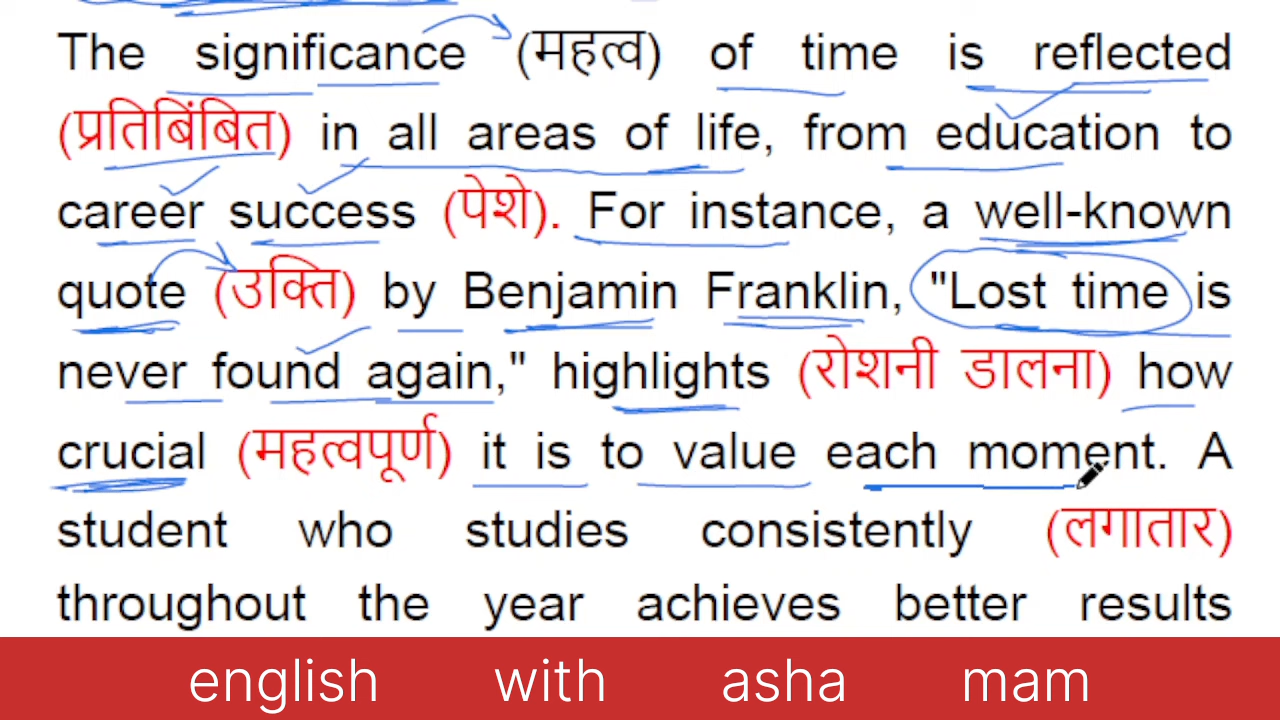 The significance (महत्व) of time is reflected
(प्रतिबिंबित) in all areas of life, from education to
career success (पेशे). For instance, a well-known
quote (उक्ति) by Benjamin Franklin, "Lost time is
never found again," highlights (रोशनी डालना) how
crucial (महत्वपूर्ण) it is to value each moment. A
student who studies consistently (लगातार)
throughout the year achieves better results
english with asha mam